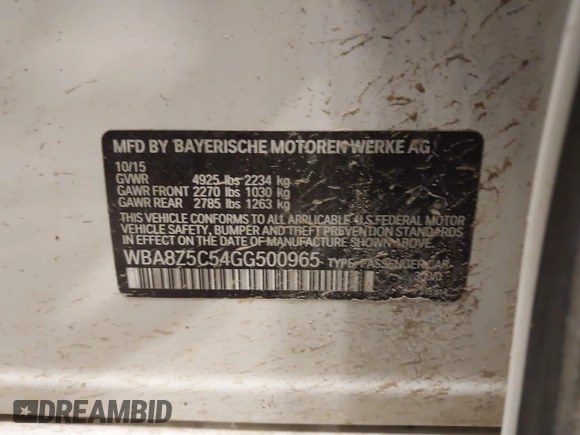 MFD BY BAYERISCHE MOTOREN WERKE AG
10/15
GVWR 4925 lbs 2234 kg
GAWR FRONT 2270 lbs 1030 kg
GAWR REAR 2785 lbs 1263 kg
THIS VEHICLE CONFORMS TO ALL APPLICABLE U.S. FEDERAL MOTOR
VEHICLE SAFETY, BUMPER AND THEFT PREVENTION STANDARDS
IN EFFECT ON THE DATE OF MANUFACTURE SHOWN ABOVE.
WBA8Z5C54GG500965 TYPE: PASSENGER CAR
DREAMBID